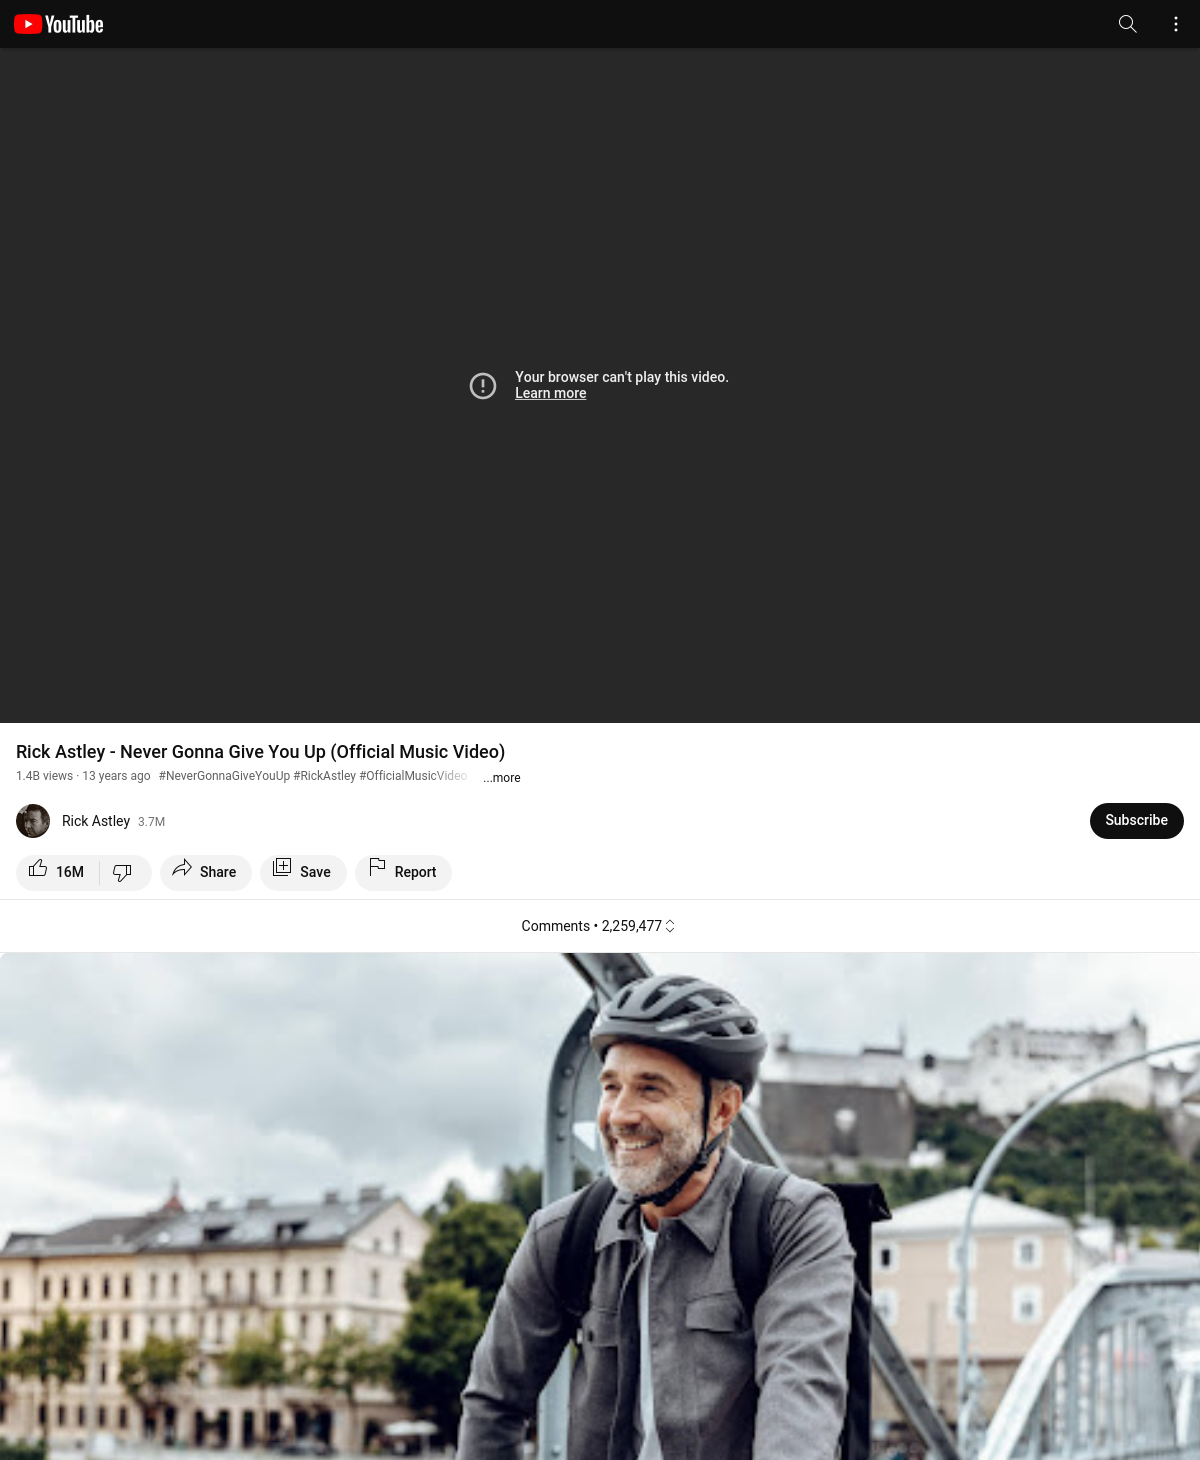 YouTube
Your browser can't play this video.
Learn more
Rick Astley - Never Gonna Give You Up (Official Music Video)
1.4B views · 13 years ago #NeverGonnaGiveYouUp #RickAstley #OfficialMusicVideo ...more
Rick Astley 3.7M
Subscribe
16M Share Save Report
Comments • 2,259,477